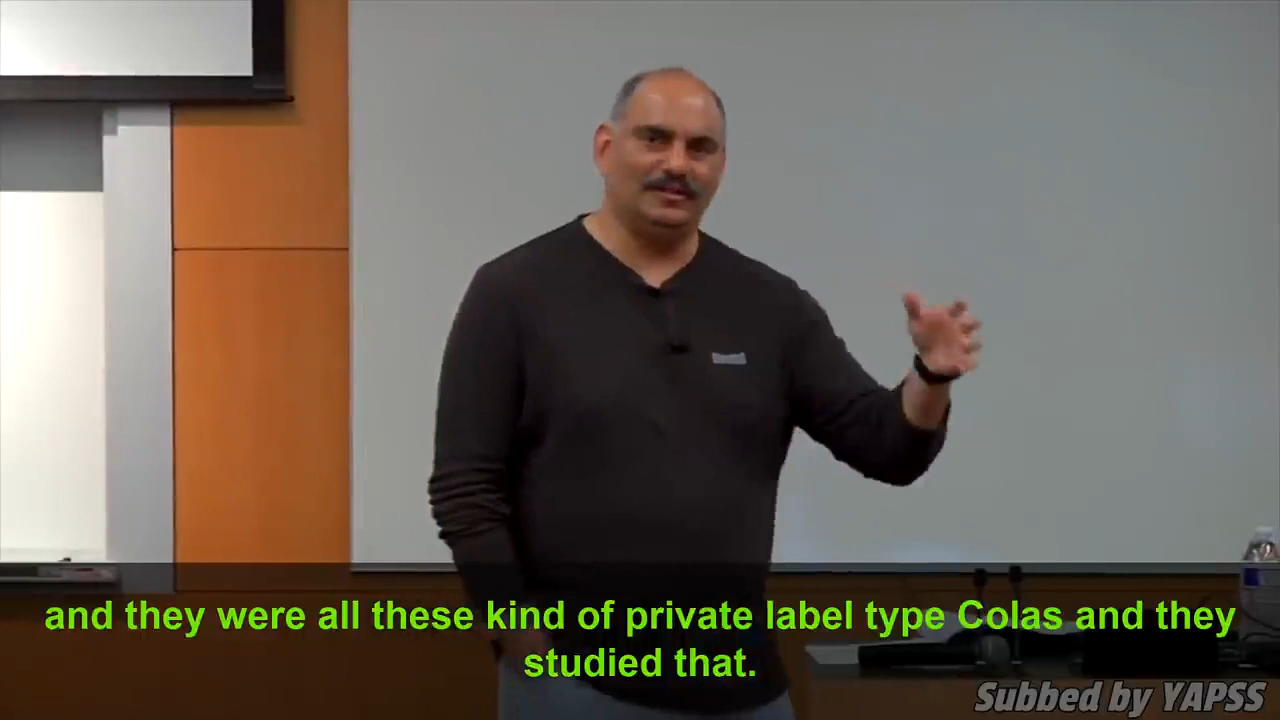 and they were all these kind of private label type Colas and they
studied that.
Subbed by YAPSS